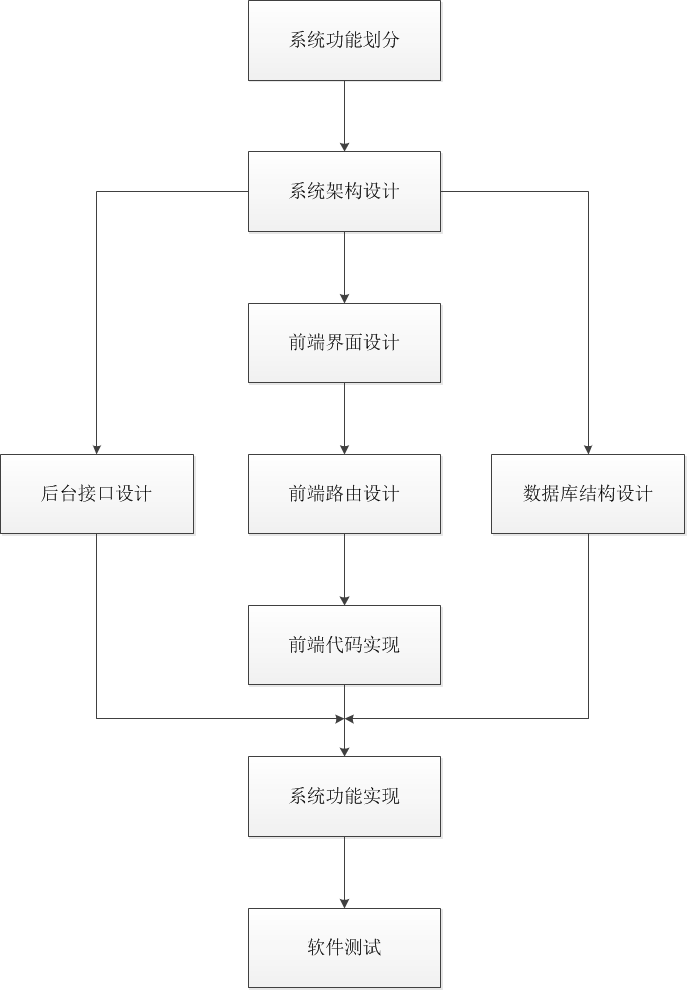 系统功能划分
系统架构设计
前端界面设计
后台接口设计
前端路由设计
数据库结构设计
前端代码实现
系统功能实现
软件测试